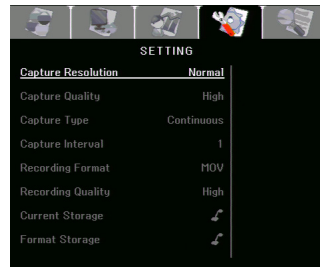 SETTING
Capture Resolution Normal
Capture Quality High
Capture Type Continuous
Capture Interval 1
Recording Format MOV
Recording Quality High
Current Storage
Format Storage